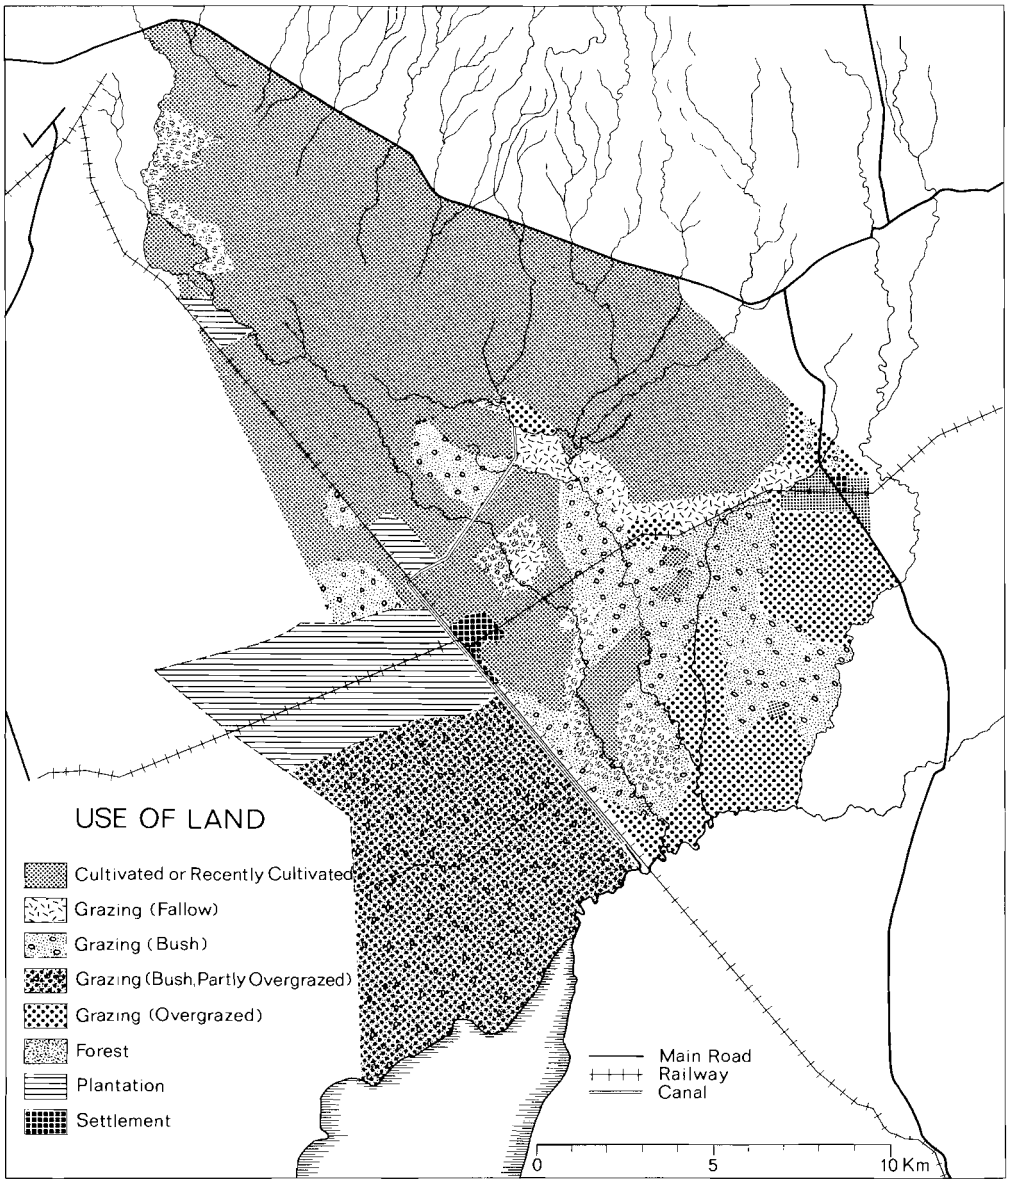 USE OF LAND
Cultivated or Recently Cultivated
Grazing (Fallow)
Grazing (Bush)
Grazing (Bush, Partly Overgrazed)
Grazing (Overgrazed)
Forest
Plantation
Settlement
Main Road
Railway
Canal
0 5 10 Km